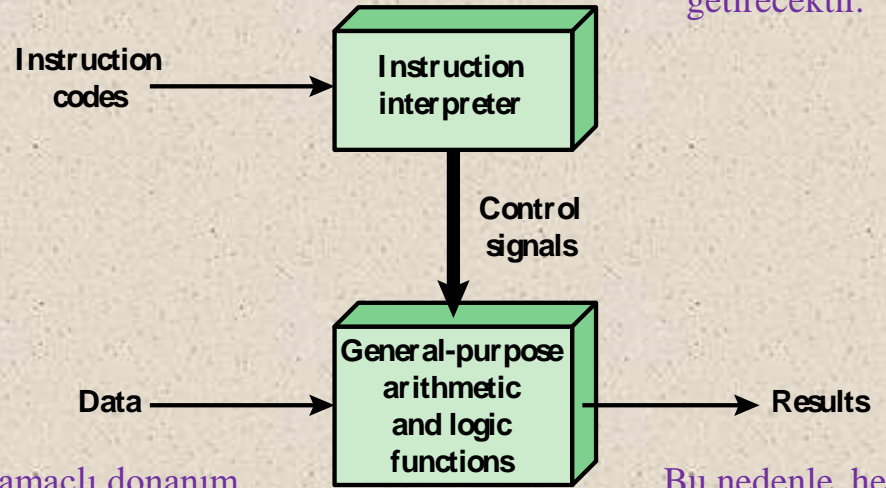 getirecektir.
Instruction
codes
Instruction
interpreter
Control
signals
General-purpose
arithmetic
and logic
functions
Data
Results
amaçlı donanım
Bu nedenle, he